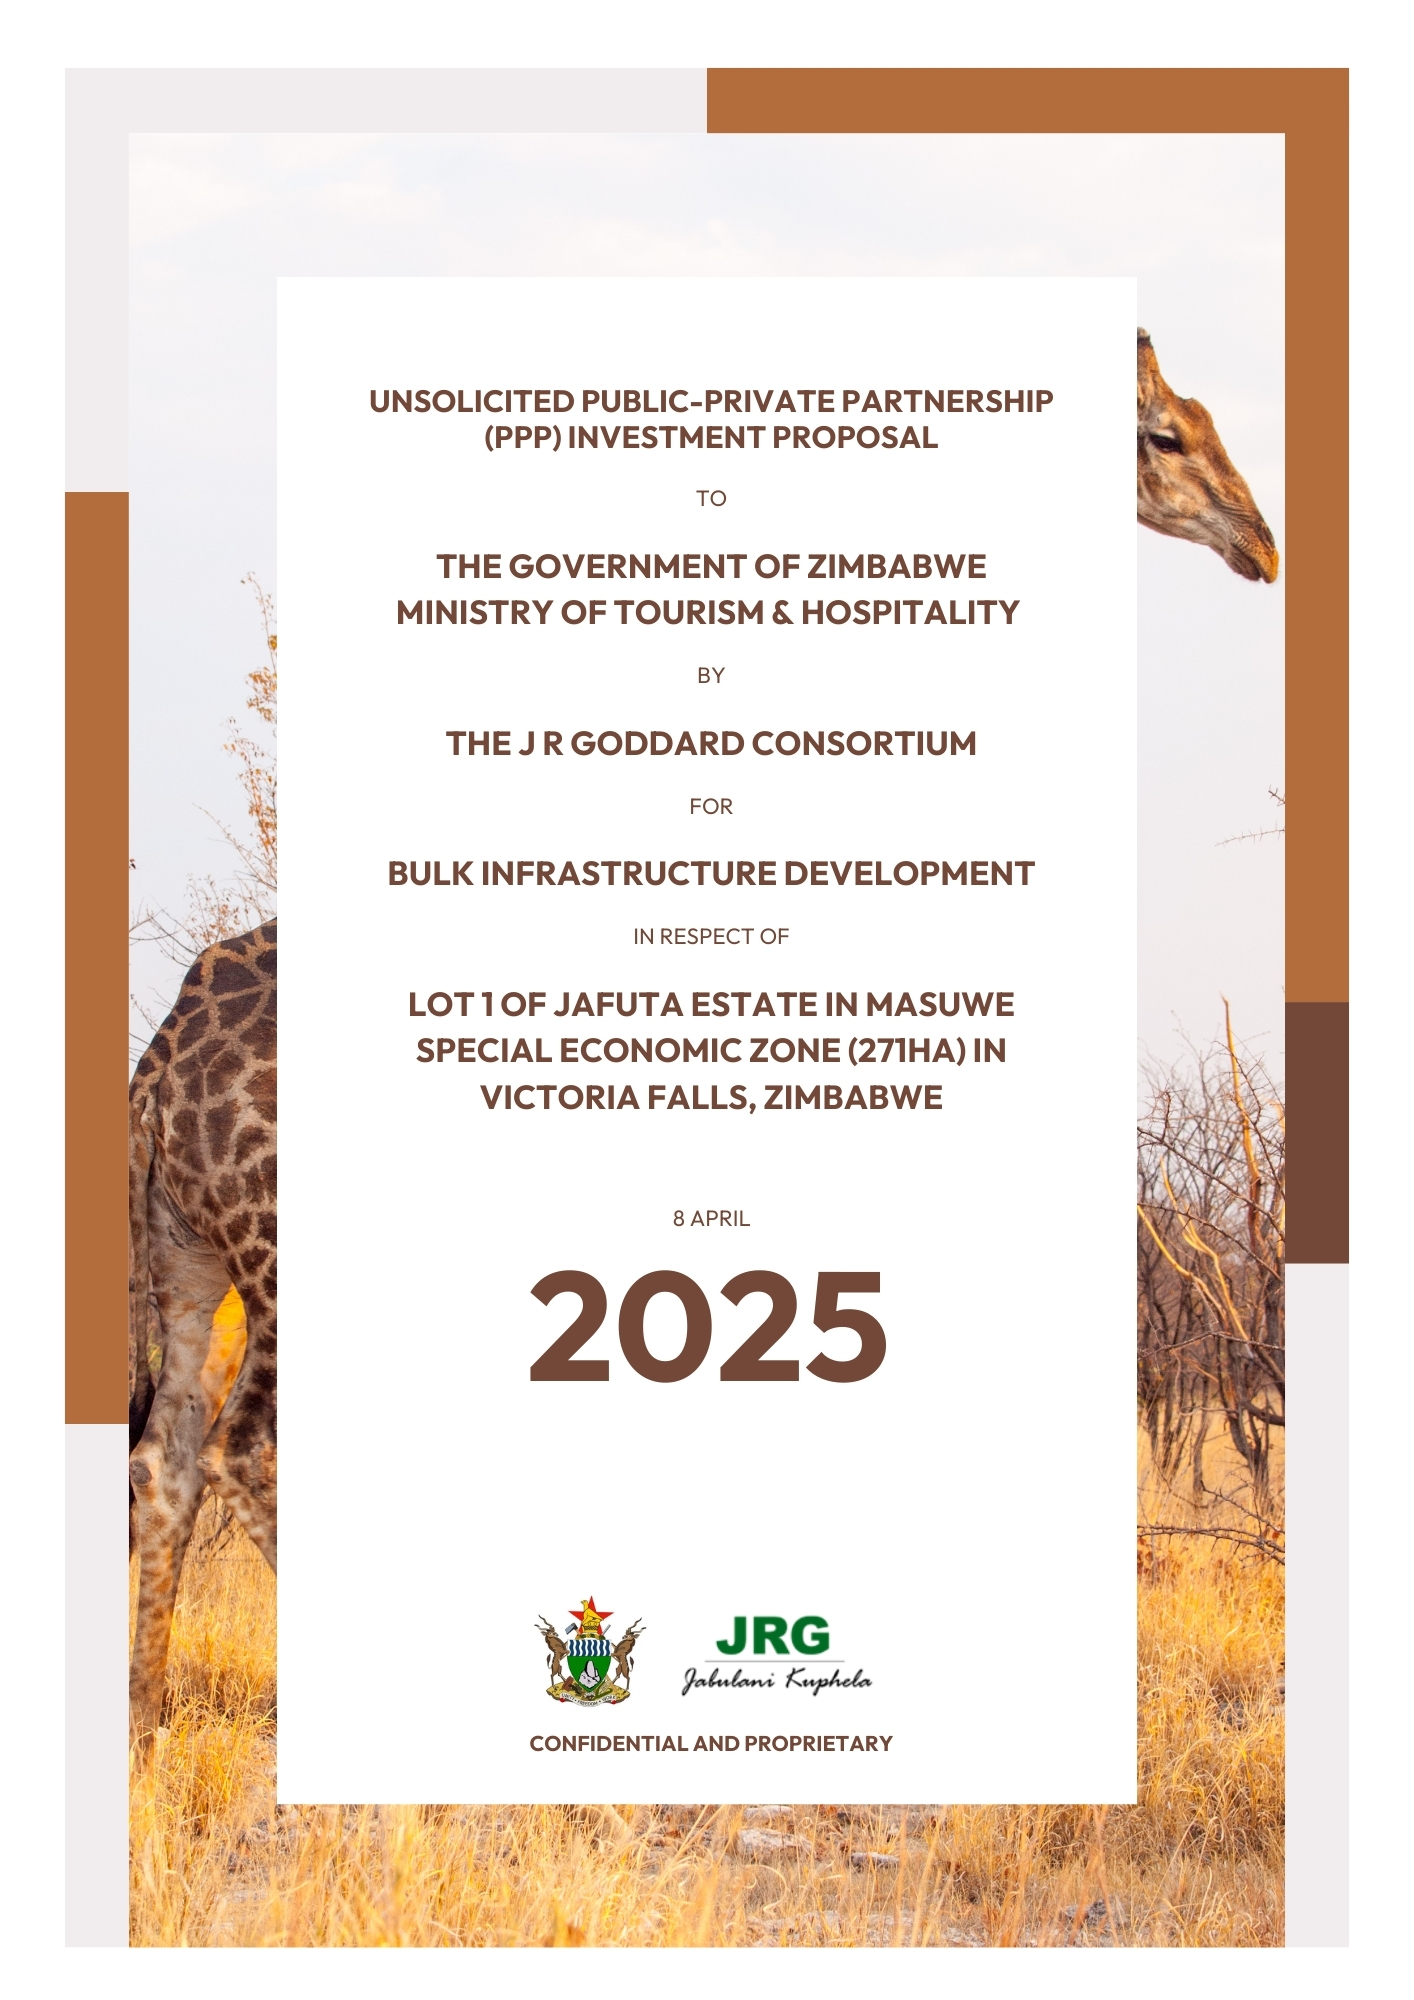 UNSOLICITED PUBLIC-PRIVATE PARTNERSHIP
(PPP) INVESTMENT PROPOSAL
TO
THE GOVERNMENT OF ZIMBABWE
MINISTRY OF TOURISM & HOSPITALITY
BY
THE J R GODDARD CONSORTIUM
FOR
BULK INFRASTRUCTURE DEVELOPMENT
IN RESPECT OF
LOT 1 OF JAFUTA ESTATE IN MASUWE
SPECIAL ECONOMIC ZONE (271HA) IN
VICTORIA FALLS, ZIMBABWE
8 APRIL
2025
JRG
Jabulani Kuphela
CONFIDENTIAL AND PROPRIETARY